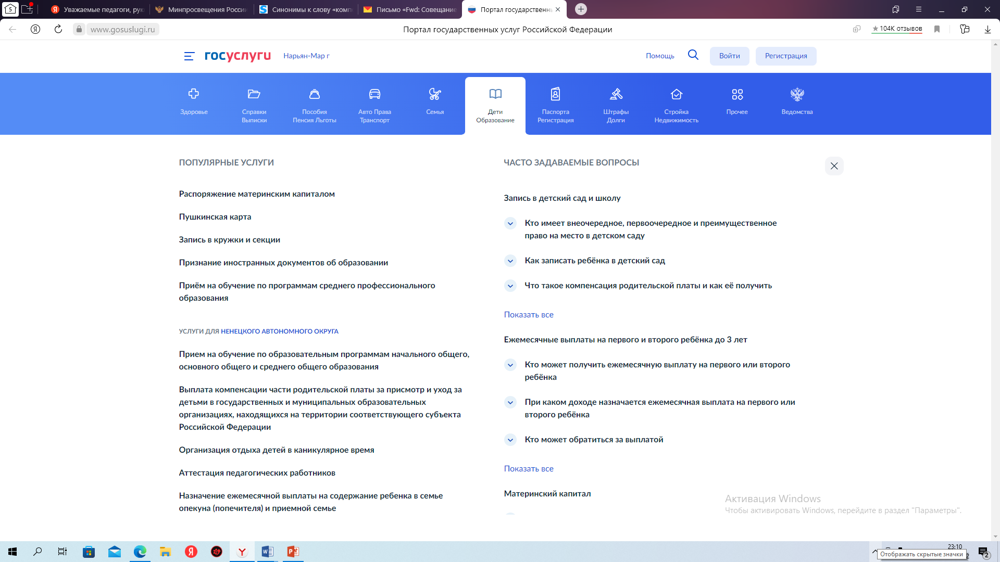 5
Уважаемые педагоги, рук
Минпросвещения Росси
Синонимы к слову «комп
Письмо «Fwd: Совещание
Портал государственн
www.gosuslugi.ru
Портал государственных услуг Российской Федерации
104К отзывов
госуслуги
Нарьян-Мар г
Помощь
Войти
Регистрация
Здоровье
Справки
Выписки
Пособия
Пенсия Льготы
Авто Права
Транспорт
Семья
Дети
Образование
Паспорта
Регистрация
Штрафы
Долги
Стройка
Недвижимость
Прочее
Ведомства
ПОПУЛЯРНЫЕ УСЛУГИ
Распоряжение материнским капиталом
Пушкинская карта
Запись в кружки и секции
Признание иностранных документов об образовании
Приём на обучение по программам среднего профессионального
образования
УСЛУГИ ДЛЯ НЕНЕЦКОГО АВТОНОМНОГО ОКРУГА
Прием на обучение по образовательным программам начального общего,
основного общего и среднего общего образования
Выплата компенсации части родительской платы за присмотр и уход за
детьми в государственных и муниципальных образовательных
организациях, находящихся на территории соответствующего субъекта
Российской Федерации
Организация отдыха детей в каникулярное время
Аттестация педагогических работников
Назначение ежемесячной выплаты на содержание ребенка в семье
опекуна (попечителя) и приемной семье
ЧАСТО ЗАДАВАЕМЫЕ ВОПРОСЫ
Запись в детский сад и школу
Кто имеет внеочередное, первоочередное и преимущественное
право на место в детском саду
Как записать ребёнка в детский сад
Что такое компенсация родительской платы и как её получить
Показать все
Ежемесячные выплаты на первого и второго ребёнка до 3 лет
Кто может получить ежемесячную выплату на первого или второго
ребёнка
При каком доходе назначается ежемесячная выплата на первого или
второго ребёнка
Кто может обратиться за выплатой
Показать все
Материнский капитал
Активация Windows
Чтобы активировать Windows, перейдите в раздел "Параметры".
23:10
Отображать скрытые значки
2